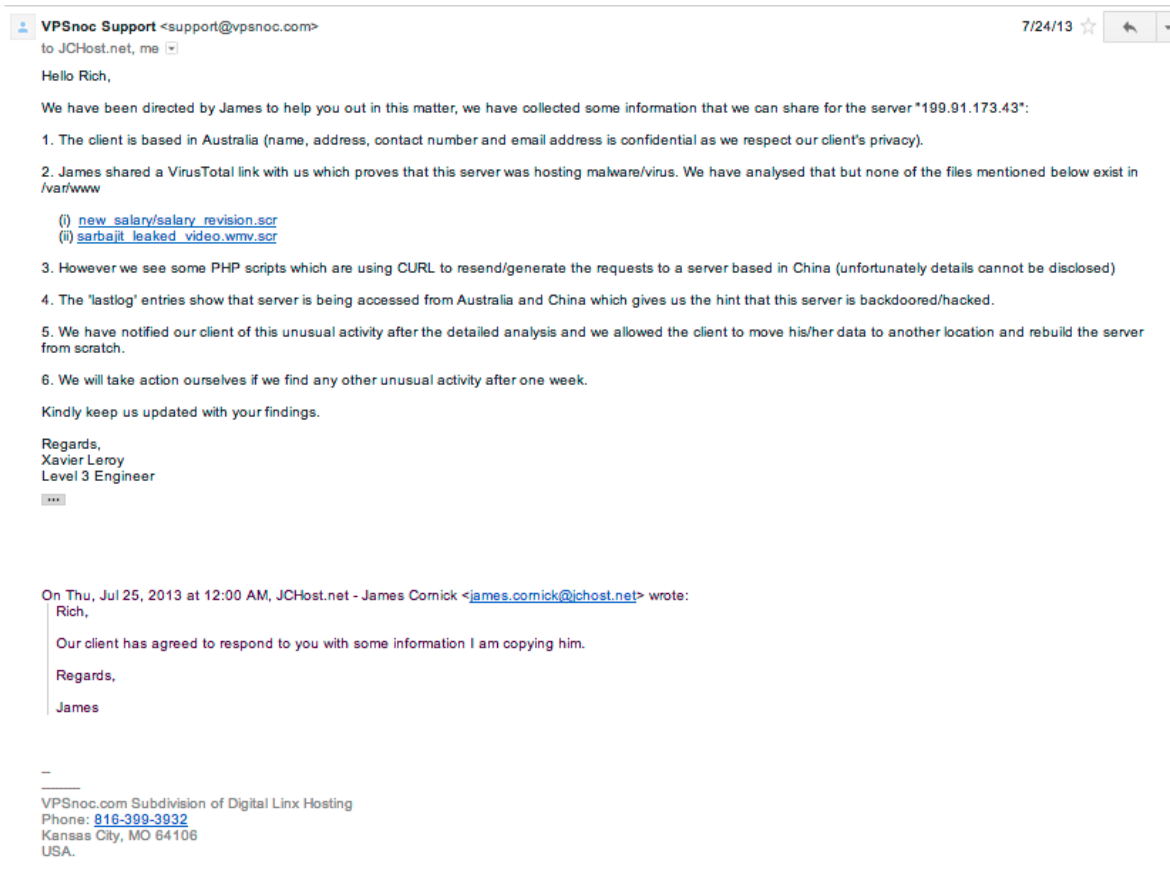 VPSnoc Support <support@vpsnoc.com>
7/24/13
to JCHost.net, me
Hello Rich,
We have been directed by James to help you out in this matter, we have collected some information that we can share for the server "199.91.173.43":
1. The client is based in Australia (name, address, contact number and email address is confidential as we respect our client's privacy).
2. James shared a VirusTotal link with us which proves that this server was hosting malware/virus. We have analysed that but none of the files mentioned below exist in
/var/www
(i) new_salary/salary_revision.scr
(ii) sarbajit_leaked_video.wmv.scr
3. However we see some PHP scripts which are using CURL to resend/generate the requests to a server based in China (unfortunately details cannot be disclosed)
4. The 'lastlog' entries show that server is being accessed from Australia and China which gives us the hint that this server is backdoored/hacked.
5. We have notified our client of this unusual activity after the detailed analysis and we allowed the client to move his/her data to another location and rebuild the server
from scratch.
6. We will take action ourselves if we find any other unusual activity after one week.
Kindly keep us updated with your findings.
Regards,
Xavier Leroy
Level 3 Engineer
...
On Thu, Jul 25, 2013 at 12:00 AM, JCHost.net - James Cornick <james.cornick@jchost.net> wrote:
Rich,
Our client has agreed to respond to you with some information I am copying him.
Regards,
James
--
VPSnoc.com Subdivision of Digital Linx Hosting
Phone: 816-399-3932
Kansas City, MO 64106
USA.